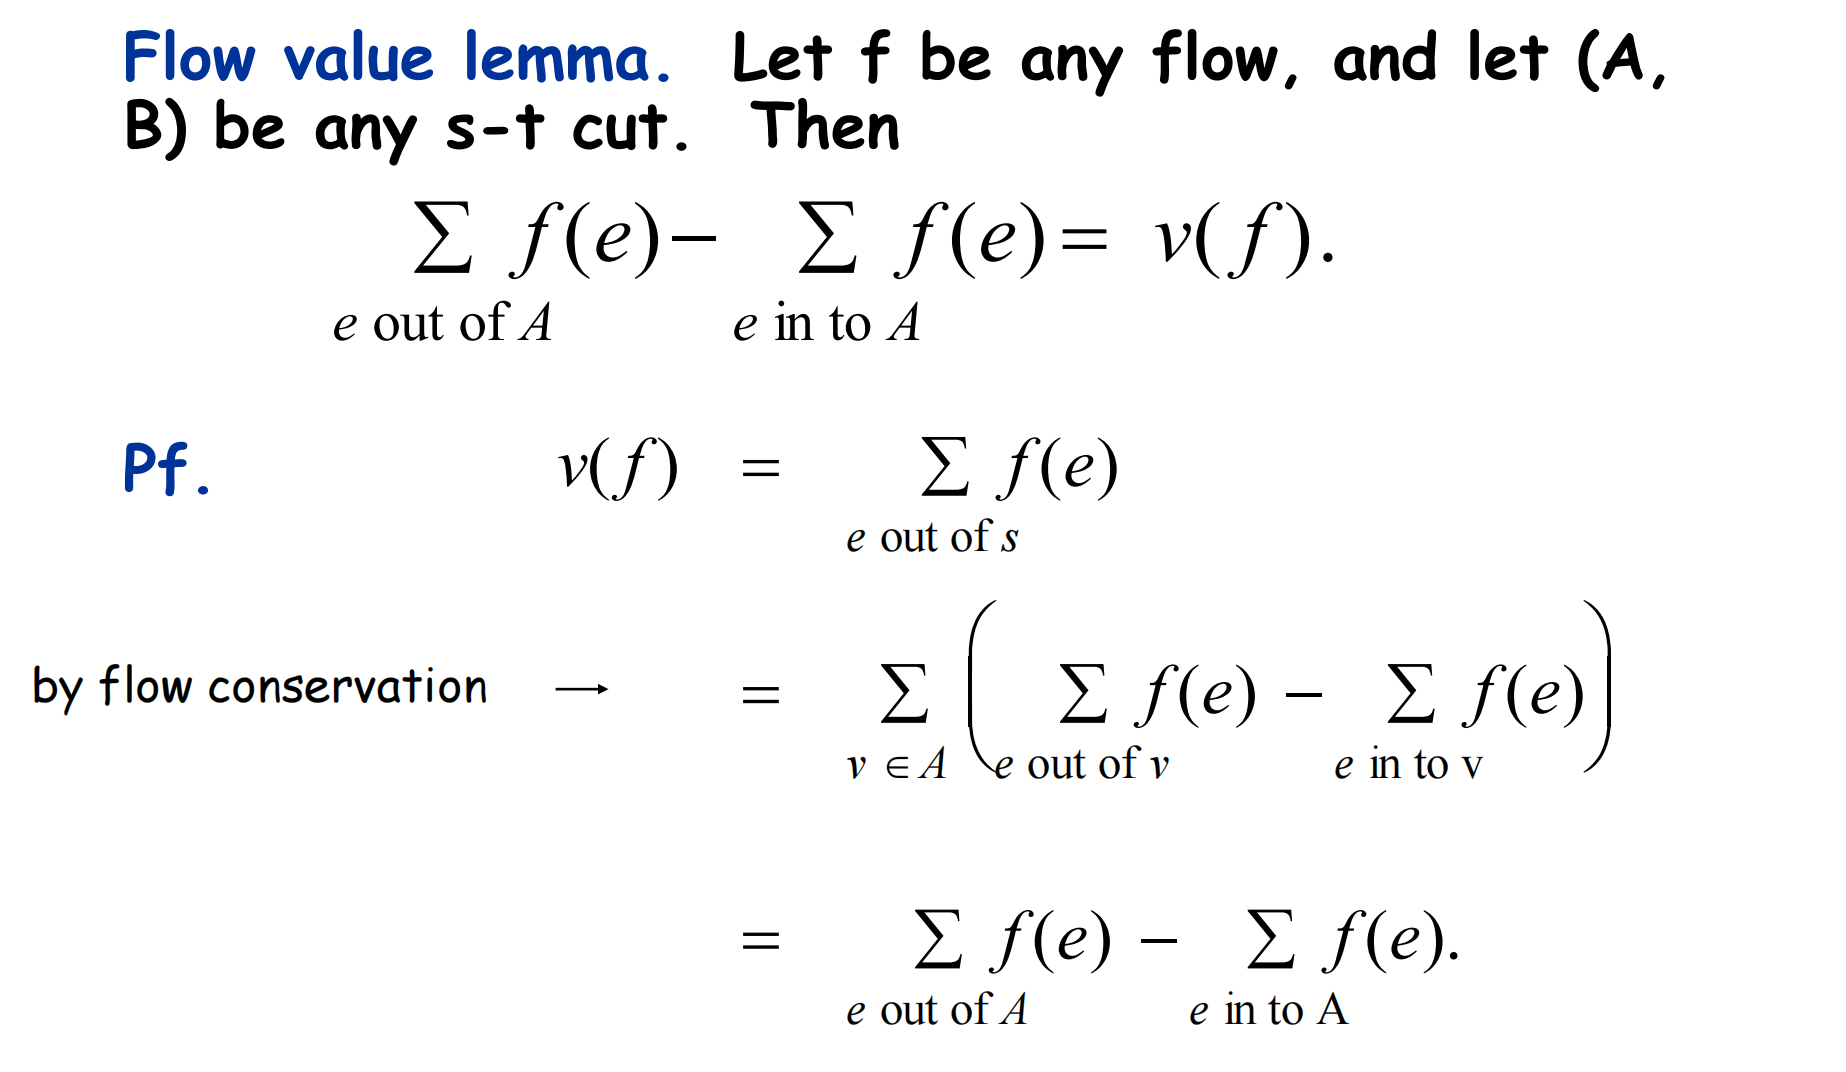 Flow value lemma. Let f be any flow, and let (A,
B) be any s-t cut. Then
∑ f(e) − ∑ f(e) = v(f).
e out of A e in to A
Pf. v(f) = ∑ f(e)
e out of s
by flow conservation → = ∑ ( ∑ f(e) − ∑ f(e) )
v ∈ A e out of v e in to v
= ∑ f(e) − ∑ f(e).
e out of A e in to A